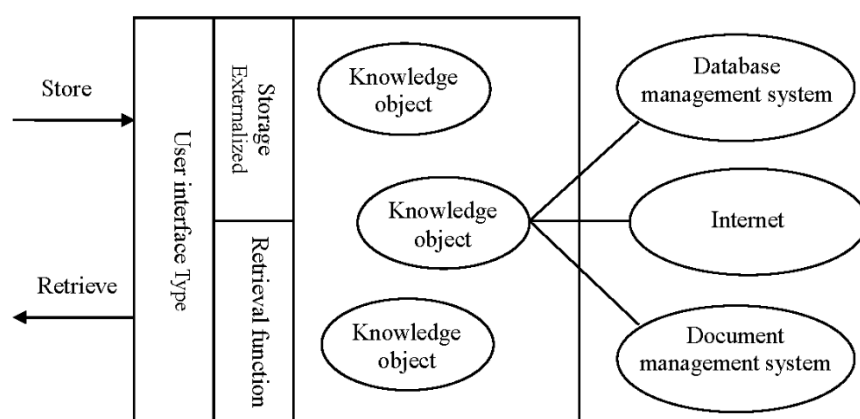 Store
Retrieve
User interface Type
Storage
Externalized
Retrieval function
Knowledge
object
Knowledge
object
Knowledge
object
Database
management system
Internet
Document
management system